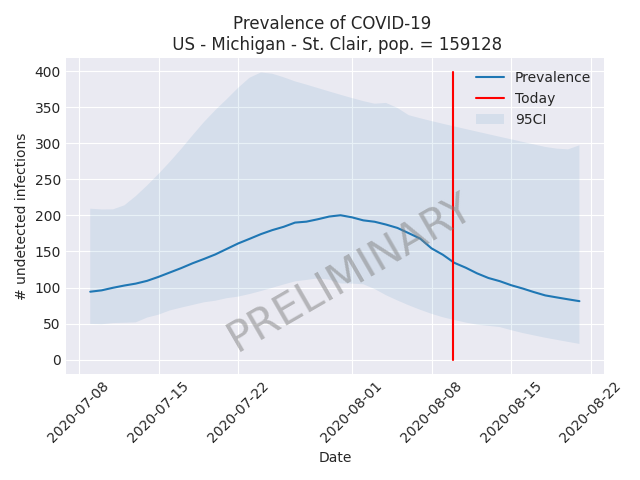 Prevalence of COVID-19
US - Michigan - St. Clair, pop. = 159128
400
350
300
250
200
150
100
50
0
# undetected infections
Prevalence
Today
95CI
PRELIMINARY
2020-07-08
2020-07-15
2020-07-22
2020-08-01
2020-08-08
2020-08-15
2020-08-22
Date